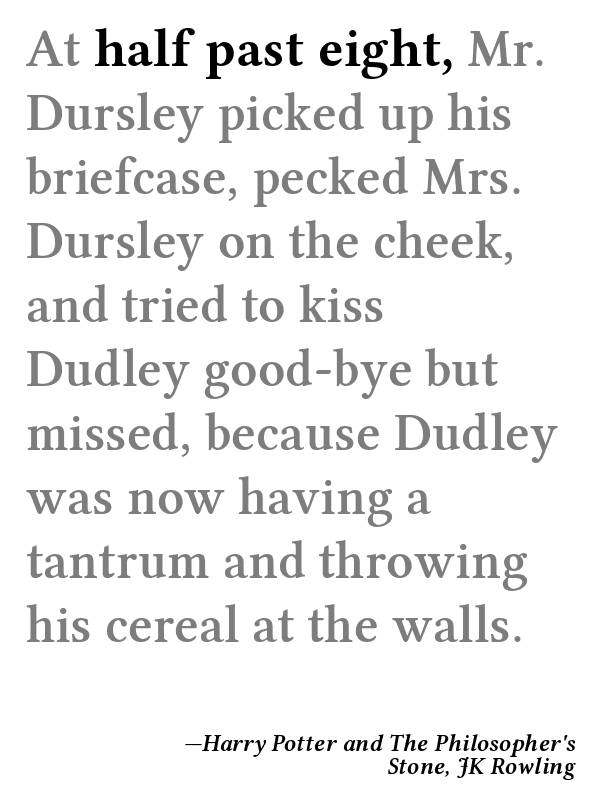 At half past eight, Mr.
Dursley picked up his
briefcase, pecked Mrs.
Dursley on the cheek,
and tried to kiss
Dudley good-bye but
missed, because Dudley
was now having a
tantrum and throwing
his cereal at the walls.
—Harry Potter and The Philosopher's
Stone, JK Rowling